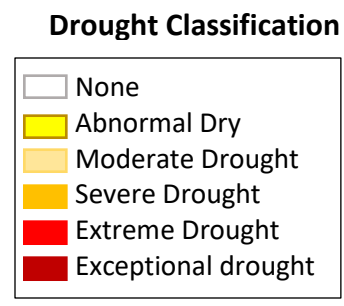 Drought Classification
None
Abnormal Dry
Moderate Drought
Severe Drought
Extreme Drought
Exceptional drought